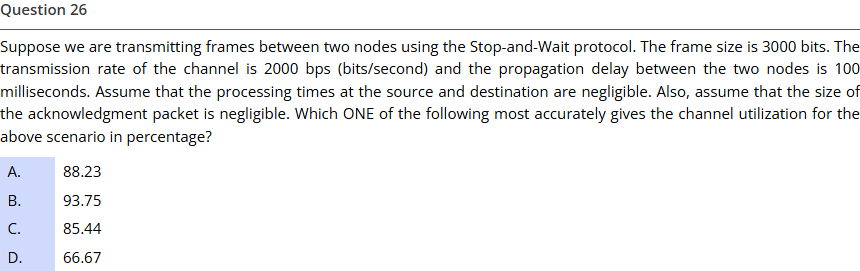 Question 26
Suppose we are transmitting frames between two nodes using the Stop-and-Wait protocol. The frame size is 3000 bits. The
transmission rate of the channel is 2000 bps (bits/second) and the propagation delay between the two nodes is 100
milliseconds. Assume that the processing times at the source and destination are negligible. Also, assume that the size of
the acknowledgment packet is negligible. Which ONE of the following most accurately gives the channel utilization for the
above scenario in percentage?
A. 88.23
B. 93.75
C. 85.44
D. 66.67